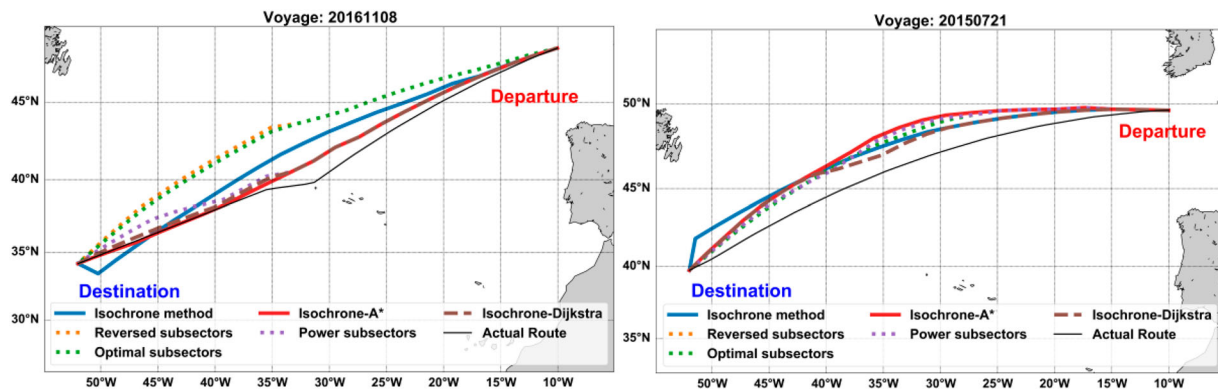 Voyage: 20161108
45°N
40°N
35°N
30°N
Departure
Destination
Isochrone method
Isochrone-A*
Isochrone-Dijkstra
Reversed subsectors
Power subsectors
Actual Route
Optimal subsectors
50°W 45°W 40°W 35°W 30°W 25°W 20°W 15°W 10°W
Voyage: 20150721
50°N
45°N
40°N
35°N
Departure
Destination
Isochrone method
Isochrone-A*
Isochrone-Dijkstra
Reversed subsectors
Power subsectors
Actual Route
Optimal subsectors
50°W 45°W 40°W 35°W 30°W 25°W 20°W 15°W 10°W